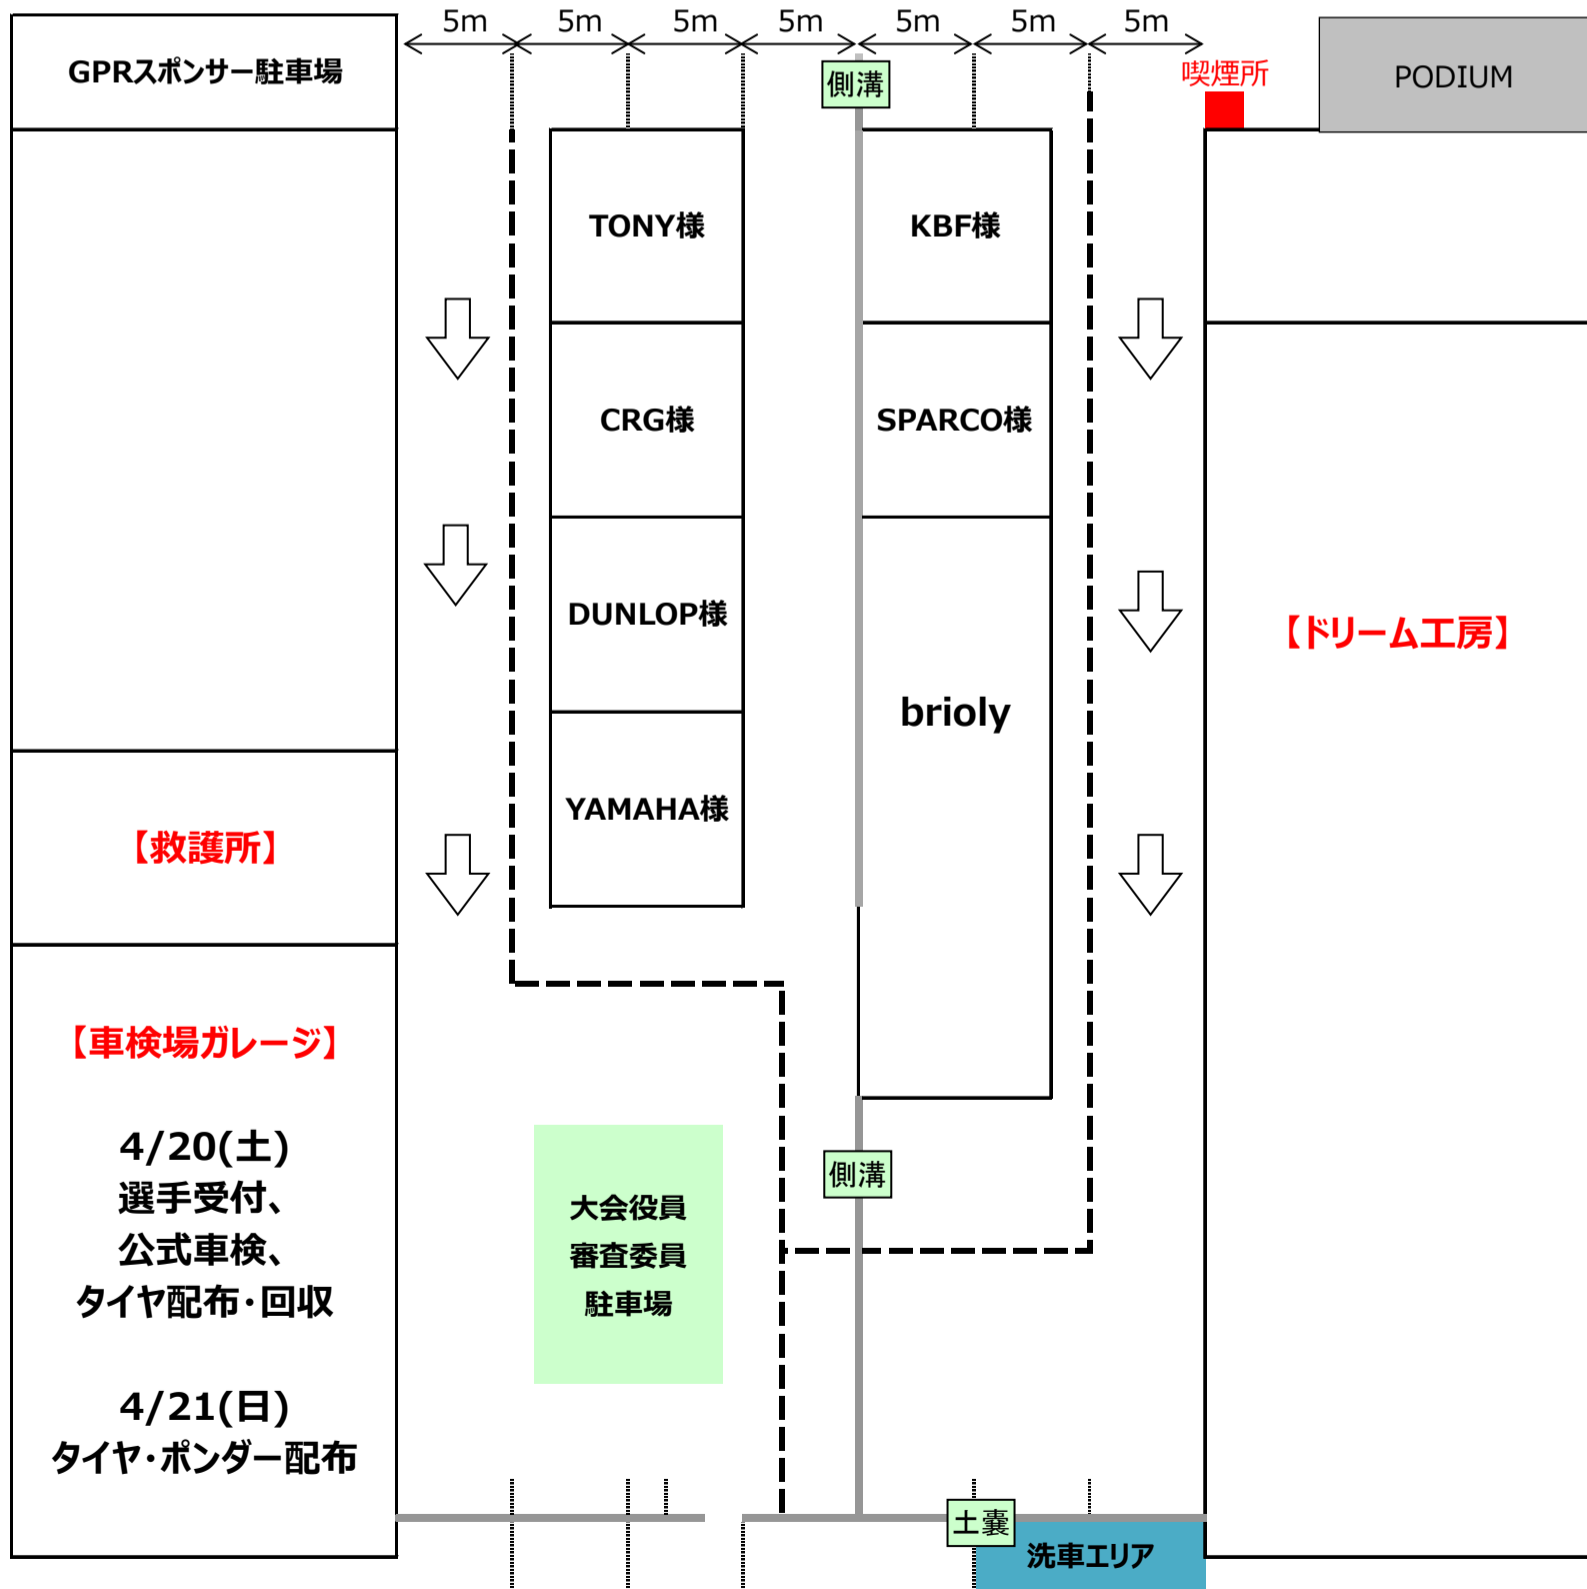 5m 5m 5m 5m 5m 5m 5m
GPRスポンサー駐車場
側溝
喫煙所
PODIUM
TONY様
KBF様
CRG様
SPARCO様
DUNLOP様
【ドリーム工房】
brioly
YAMAHA様
【救護所】
【車検場ガレージ】
4/20(土)
選手受付、
公式車検、
タイヤ配布・回収
4/21(日)
タイヤ・ポンダー配布
大会役員
審査委員
駐車場
側溝
土嚢
洗車エリア